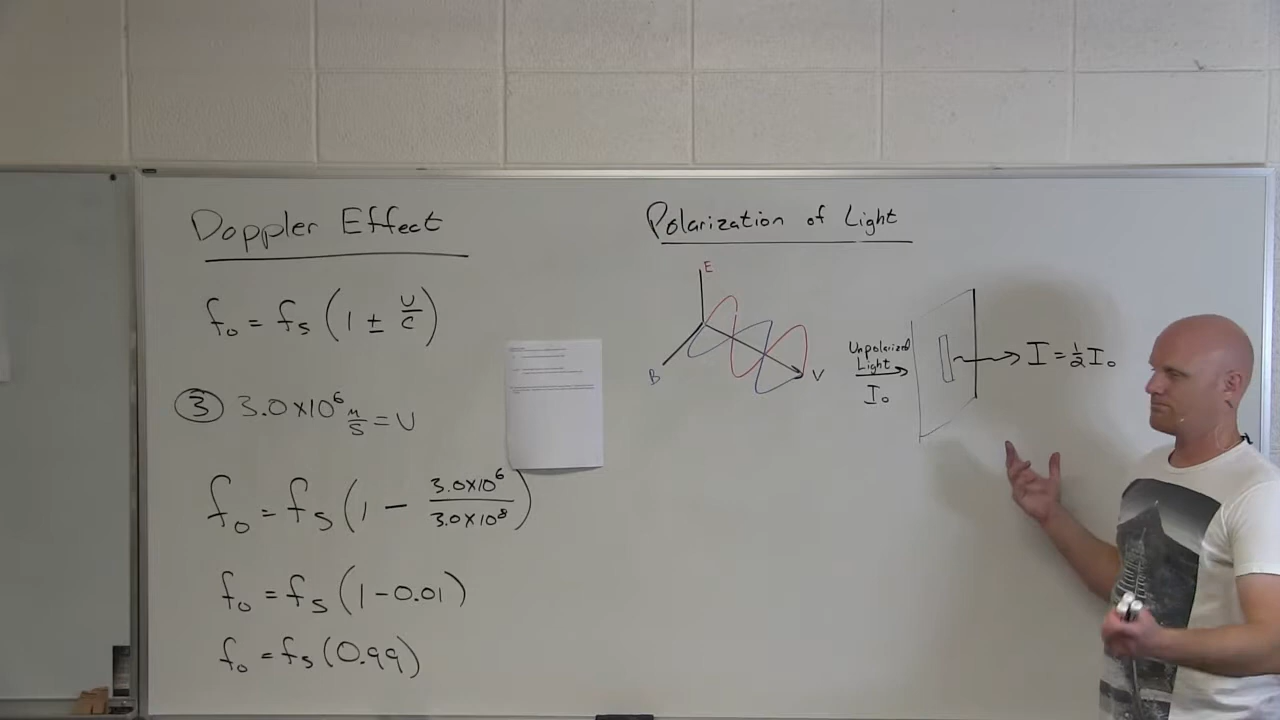 Doppler Effect
f₀ = fₛ (1 ± U/C)
③ 3.0×10⁶ m/s = U
f₀ = fₛ (1 − 3.0×10⁶/3.0×10⁸)
f₀ = fₛ (1 − 0.01)
f₀ = fₛ (0.99)
Polarization of Light
E
B
V
Unpolarized
Light
I₀
I = ½ I₀